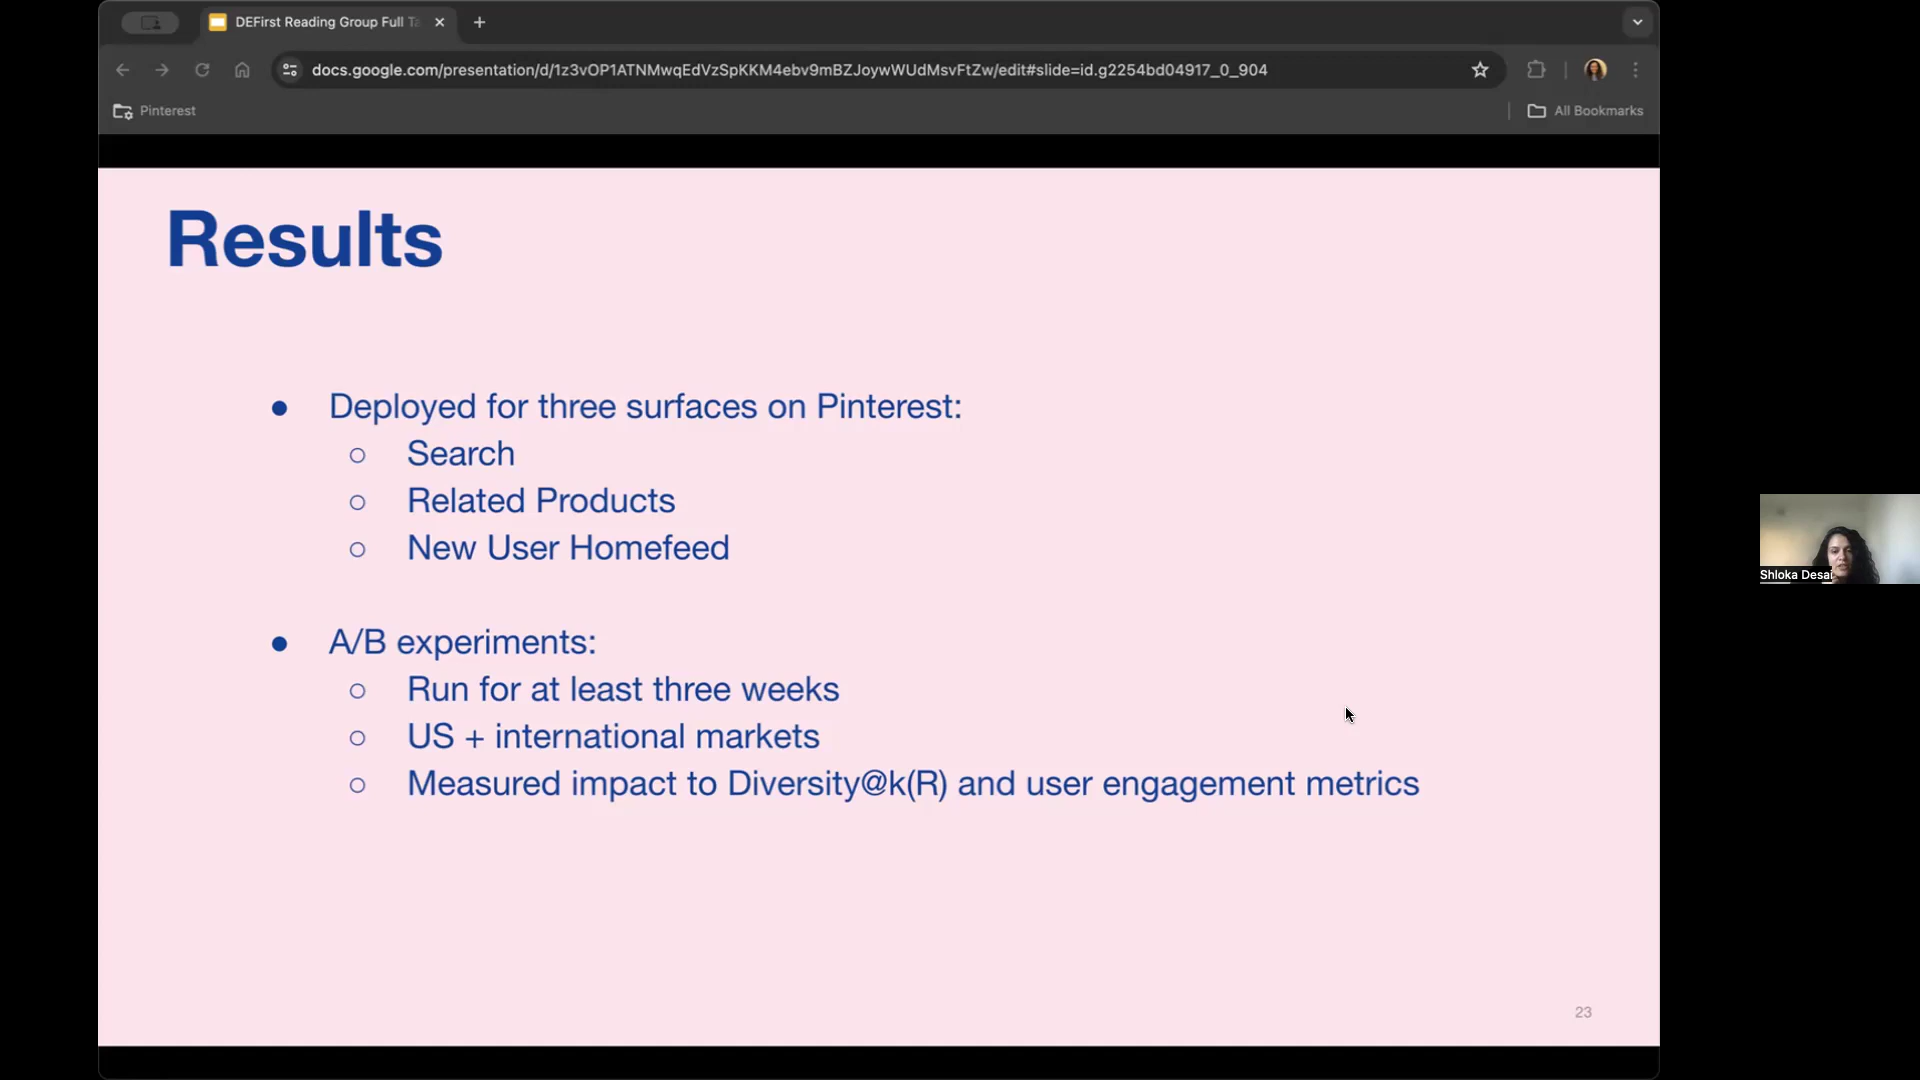 DEFirst Reading Group Full Ta
docs.google.com/presentation/d/1z3vOP1ATNMwqEdVzSpKKM4ebv9mBZJoywWUdMsvFtZw/edit#slide=id.g2254bd04917_0_904
Pinterest
All Bookmarks
Results
Deployed for three surfaces on Pinterest:
Search
Related Products
New User Homefeed
A/B experiments:
Run for at least three weeks
US + international markets
Measured impact to Diversity@k(R) and user engagement metrics
23
Shloka Desai